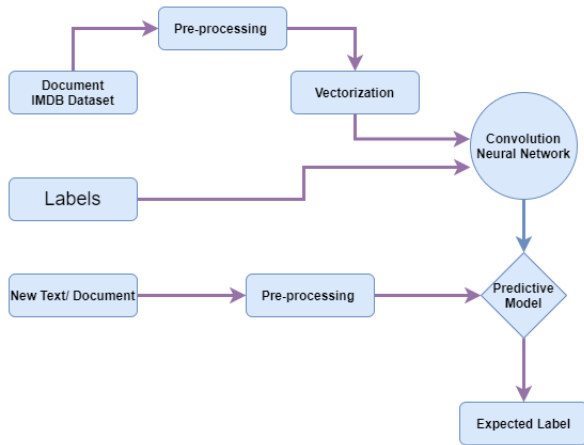 Pre-processing
Document
IMDB Dataset
Vectorization
Convolution
Neural Network
Labels
New Text/ Document
Pre-processing
Predictive
Model
Expected Label